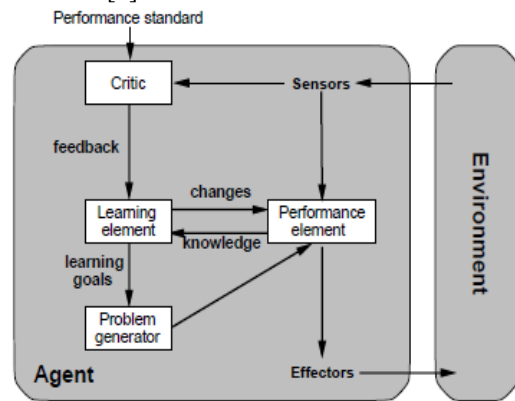 [
]
Performance standard
Critic
Sensors
feedback
changes
Learning
element
Performance
element
knowledge
learning
goals
Problem
generator
Agent
Effectors
Environment